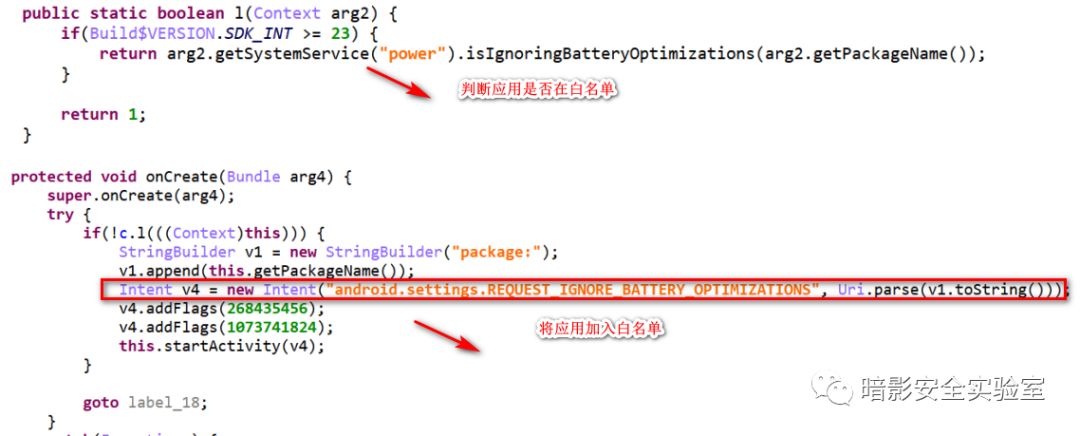 public static boolean l(Context arg2) {
if(Build$VERSION.SDK_INT >= 23) {
return arg2.getSystemService("power").isIgnoringBatteryOptimizations(arg2.getPackageName());
}
判断应用是否在白名单
return 1;
}
protected void onCreate(Bundle arg4) {
super.onCreate(arg4);
try {
if(!c.l(((Context)this))) {
StringBuilder v1 = new StringBuilder("package:");
v1.append(this.getPackageName());
Intent v4 = new Intent("android.settings.REQUEST_IGNORE_BATTERY_OPTIMIZATIONS", Uri.parse(v1.toString()));
v4.addFlags(268435456);
v4.addFlags(1073741824);
将应用加入白名单
this.startActivity(v4);
}
goto label_18;
}
暗影安全实验室